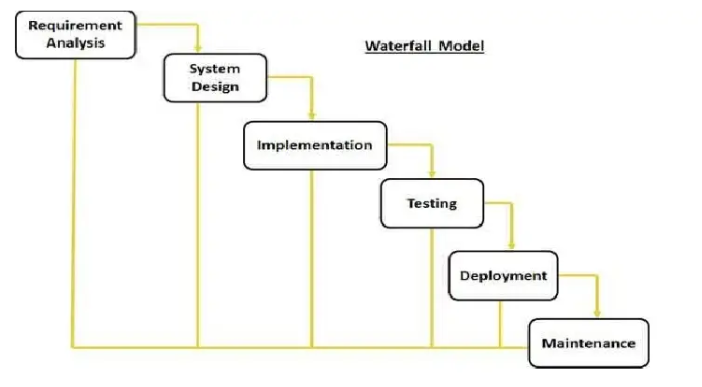 Requirement
Analysis
Waterfall Model
System
Design
Implementation
Testing
Deployment
Maintenance